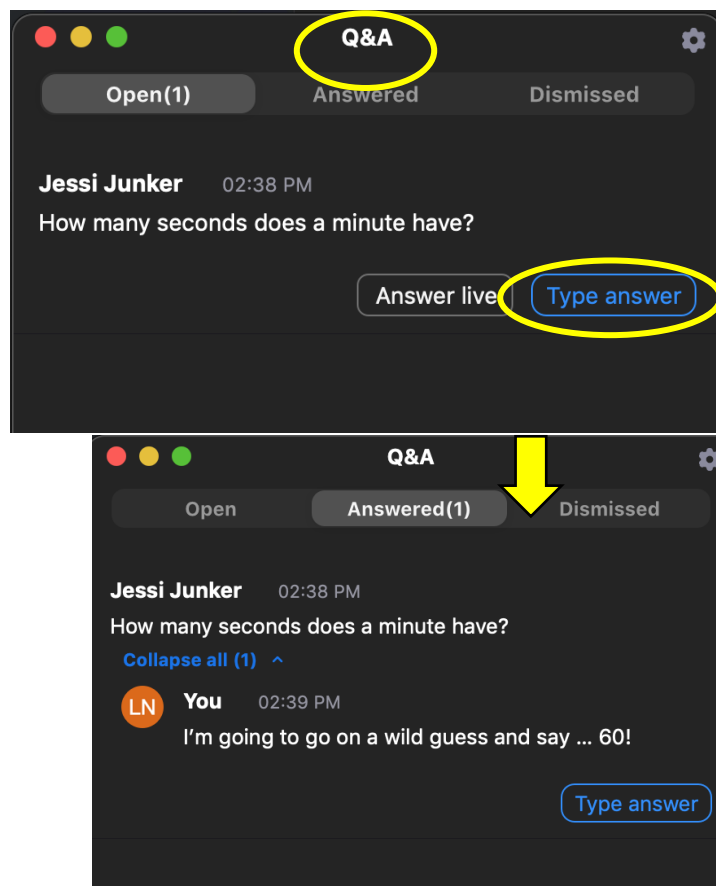 Q&A
Open(1) Answered Dismissed
Jessi Junker 02:38 PM
How many seconds does a minute have?
Answer live Type answer
Q&A
Open Answered(1) Dismissed
Jessi Junker 02:38 PM
How many seconds does a minute have?
Collapse all (1)
LN You 02:39 PM
I'm going to go on a wild guess and say ... 60!
Type answer